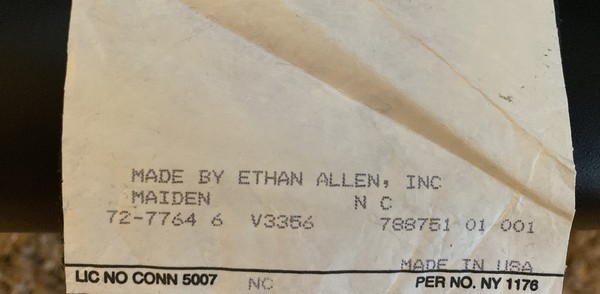 MADE BY ETHAN ALLEN, INC
MAIDEN N C
72-7764 6 V3356 788751 01 001
MADE IN USA
LIC NO CONN 5007 NC PER NO. NY 1176